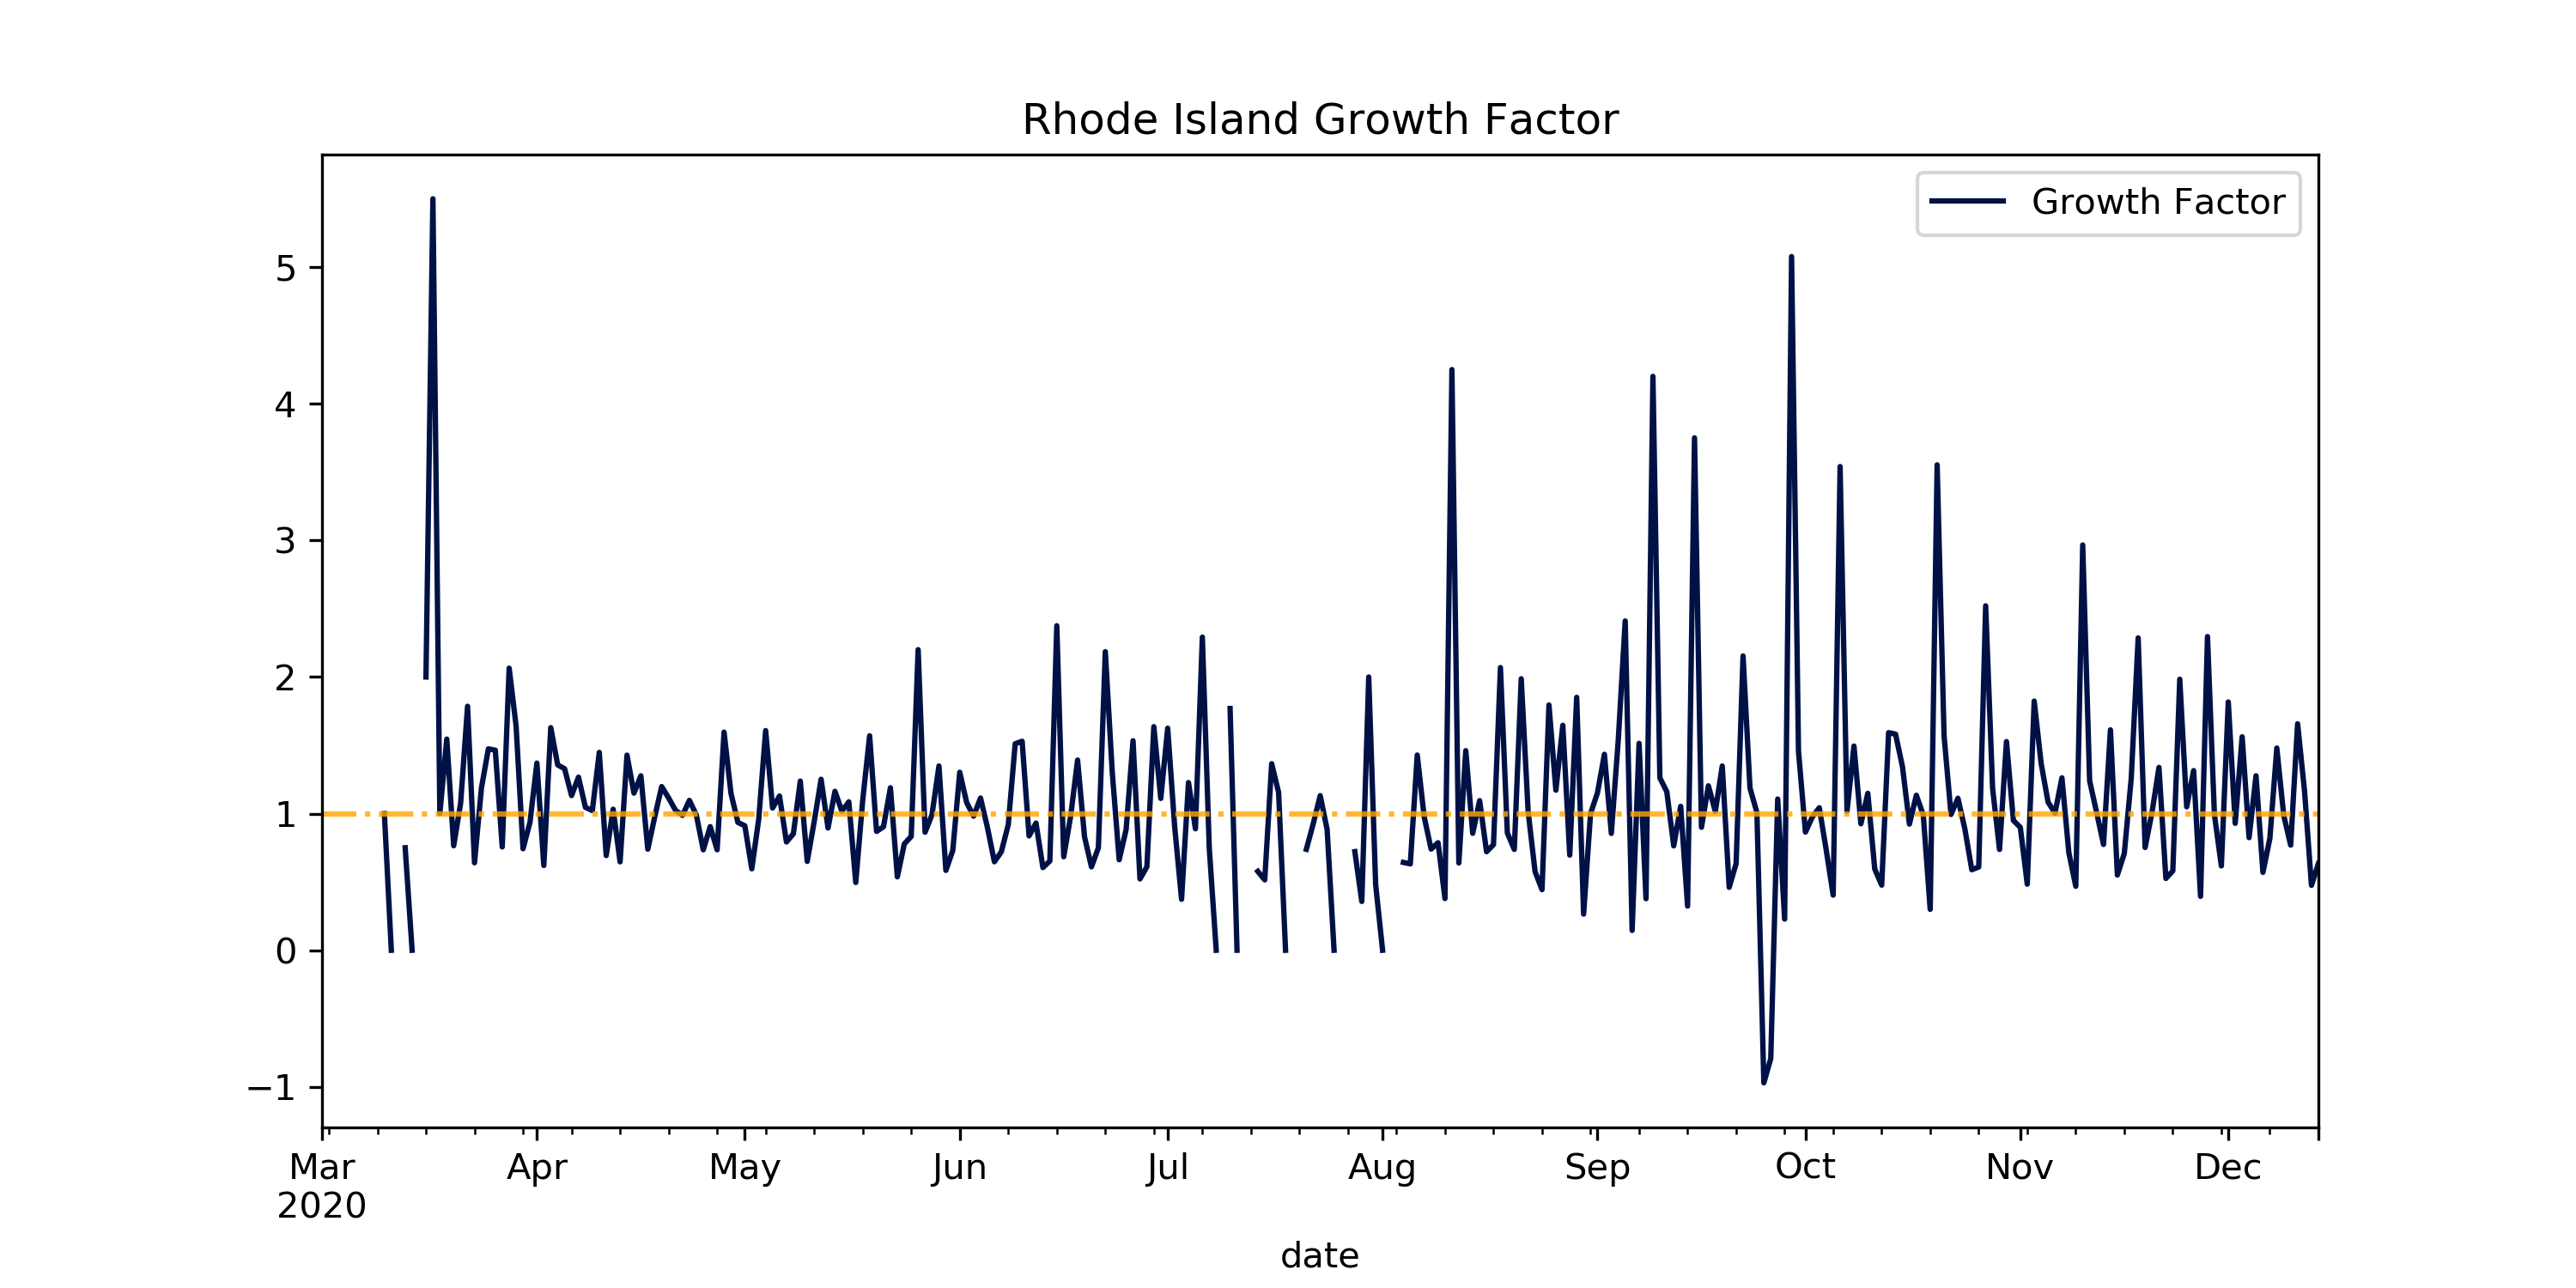 Rhode Island Growth Factor
Growth Factor
5
4
3
2
1
0
−1
Mar Apr May Jun Jul Aug Sep Oct Nov Dec
2020
date